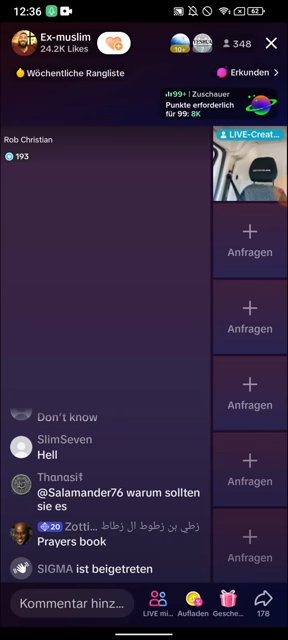 12:36
62
Ex-muslim
24.2K Likes
10+
348
Wöchentliche Rangliste
Erkunden
99+ | Zuschauer
Punkte erforderlich
für 99: 8K
Rob Christian
193
LIVE-Creat...
Anfragen
Anfragen
Anfragen
Anfragen
Anfragen
Don't know
SlimSeven
Hell
Thanasi☦
@Salamander76 warum sollten
sie es
20 Zotti... زطي بن زطوط ال زطاط
Prayers book
SIGMA ist beigetreten
Kommentar hinz...
LIVE mi...
Aufladen
Gesche...
178